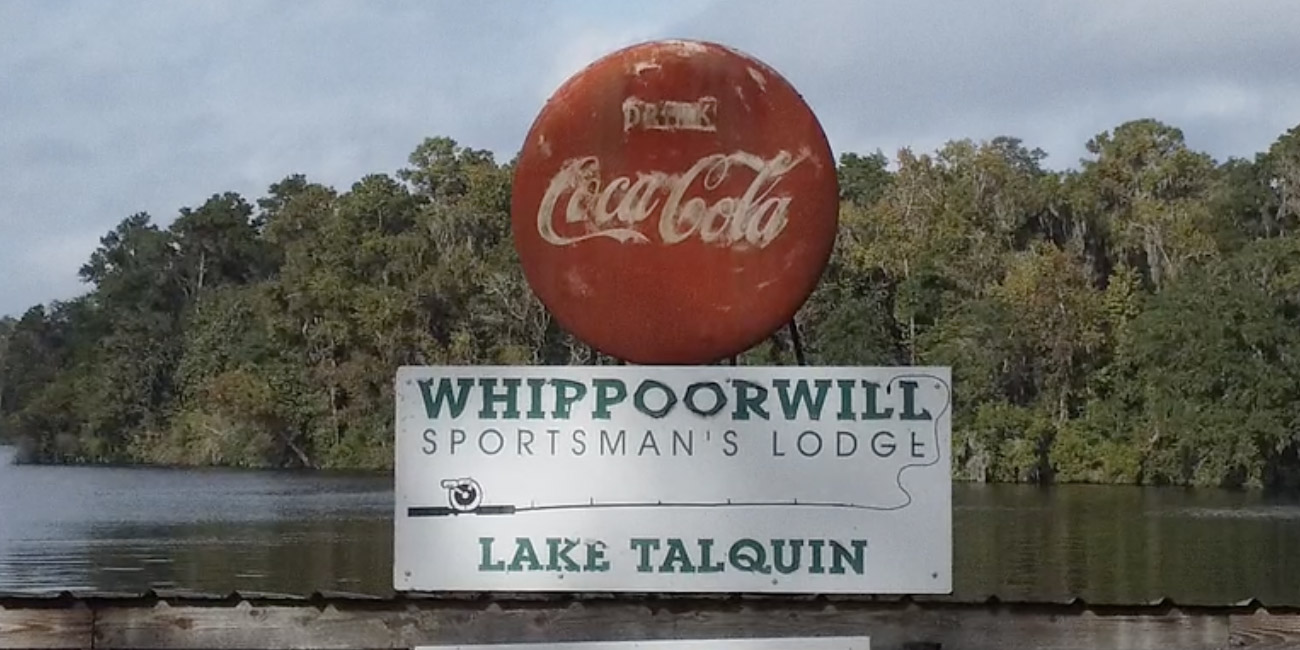 DRINK
Coca-Cola
WHIPPOORWILL
SPORTSMAN'S LODGE
LAKE TALQUIN